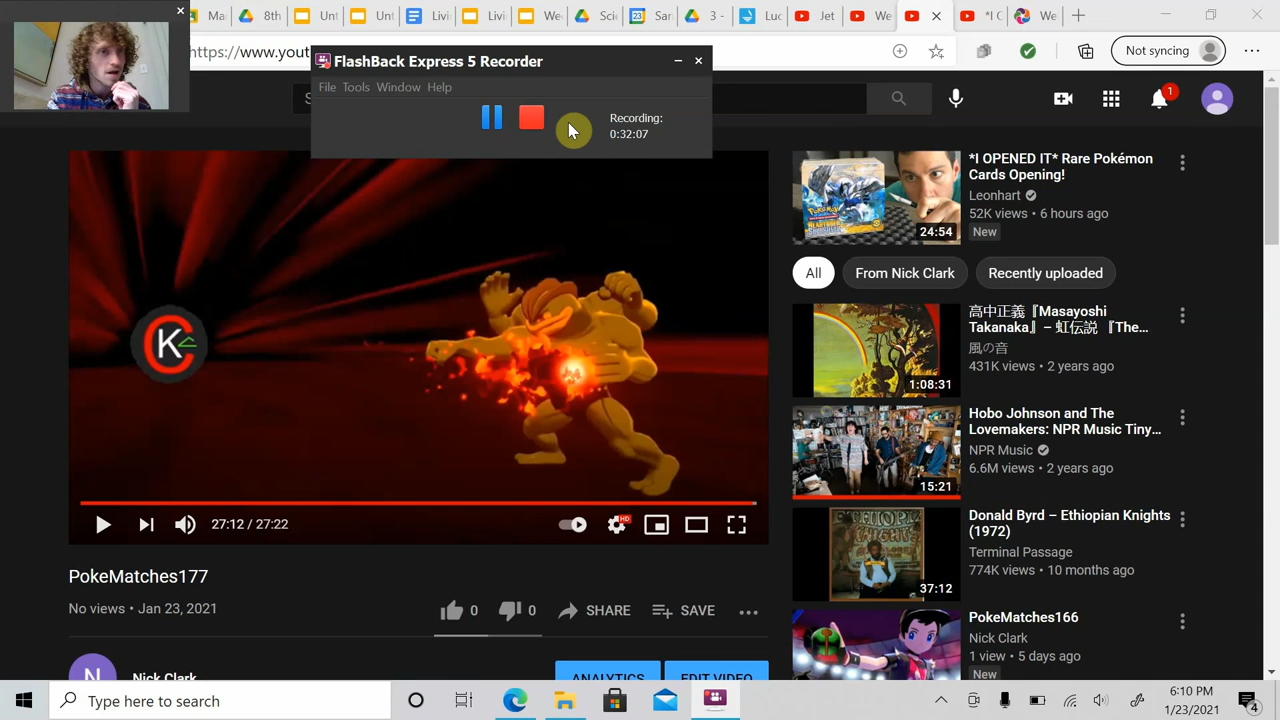 Ma
8th
Unt
Unt
Livi
Unt
We
Sc
Sar
3 -
Luc
Jet
We
*I C
We
https://www.yout
Not syncing
FlashBack Express 5 Recorder
File Tools Window Help
Recording:
0:32:07
S
1
CK
27:12 / 27:22
HD
PokeMatches177
No views • Jan 23, 2021
0
0
SHARE
SAVE
N
Nick Clark
ANALYTICS
EDIT VIDEO
24:54
*I OPENED IT* Rare Pokémon
Cards Opening!
Leonhart
52K views • 6 hours ago
New
All
From Nick Clark
Recently uploaded
1:08:31
高中正義『Masayoshi
Takanaka』– 虹伝説 『The...
風の音
431K views • 2 years ago
15:21
Hobo Johnson and The
Lovemakers: NPR Music Tiny...
NPR Music
6.6M views • 2 years ago
37:12
Donald Byrd – Ethiopian Knights
(1972)
Terminal Passage
774K views • 10 months ago
PokeMatches166
Nick Clark
1 view • 5 days ago
New
Type here to search
6:10 PM
1/23/2021
4